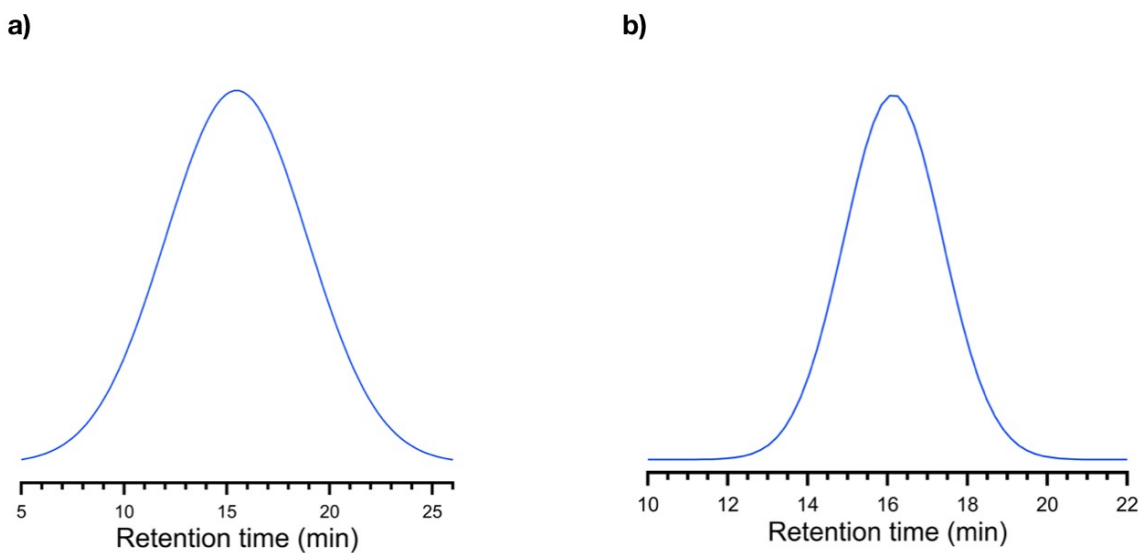 a)
5 10 15 20 25
Retention time (min)
b)
10 12 14 16 18 20 22
Retention time (min)